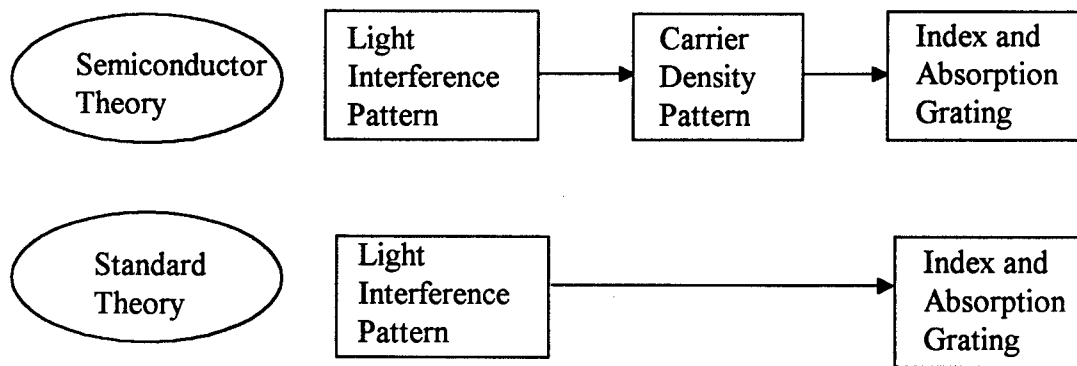 Semiconductor
Theory
Light
Interference
Pattern
Carrier
Density
Pattern
Index and
Absorption
Grating
Standard
Theory
Light
Interference
Pattern
Index and
Absorption
Grating